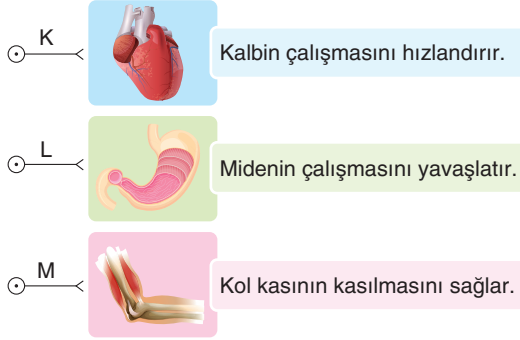 K
Kalbin çalışmasını hızlandırır.
L
Midenin çalışmasını yavaşlatır.
M
Kol kasının kasılmasını sağlar.